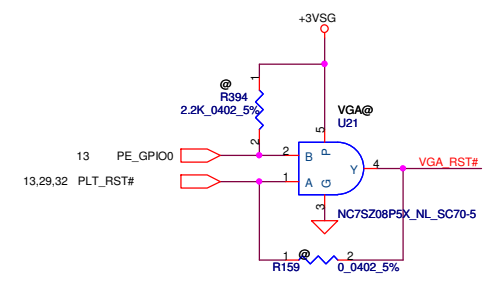 +3VSG
@
R394
2.2K_0402_5%
1
2
VGA@
U21
5
13 PE_GPIO0
2 B P
Y 4 VGA_RST#
13,29,32 PLT_RST#
1 A G
3
NC7SZ08P5X_NL_SC70-5
1 @ 2
R159 0_0402_5%